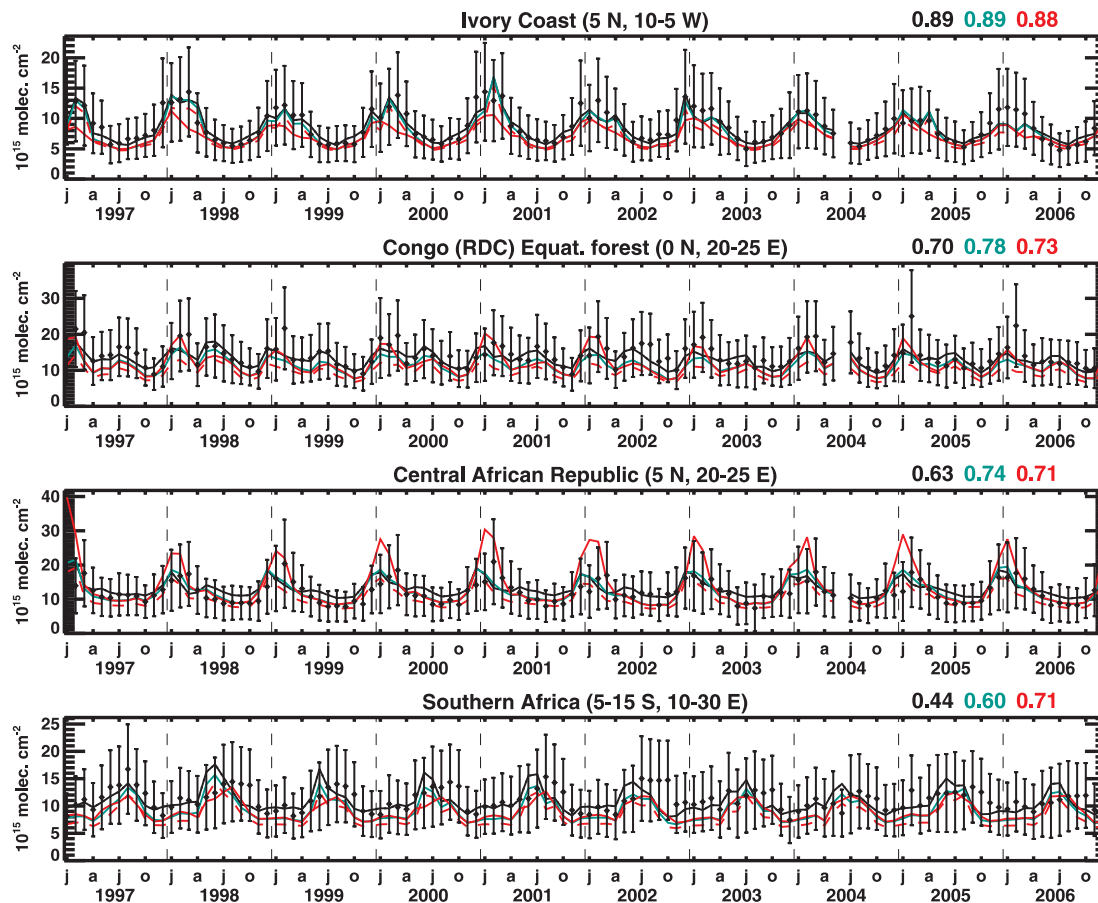 Ivory Coast (5 N, 10-5 W) 0.89 0.89 0.88
10¹⁵ molec. cm⁻²
20
15
10
5
0
j a j o j a j o j a j o j a j o j a j o j a j o j a j o j a j o j a j o j a j o
1997 1998 1999 2000 2001 2002 2003 2004 2005 2006
Congo (RDC) Equat. forest (0 N, 20-25 E) 0.70 0.78 0.73
10¹⁵ molec. cm⁻²
30
20
10
0
j a j o j a j o j a j o j a j o j a j o j a j o j a j o j a j o j a j o j a j o
1997 1998 1999 2000 2001 2002 2003 2004 2005 2006
Central African Republic (5 N, 20-25 E) 0.63 0.74 0.71
10¹⁵ molec. cm⁻²
40
30
20
10
0
j a j o j a j o j a j o j a j o j a j o j a j o j a j o j a j o j a j o j a j o
1997 1998 1999 2000 2001 2002 2003 2004 2005 2006
Southern Africa (5-15 S, 10-30 E) 0.44 0.60 0.71
10¹⁵ molec. cm⁻²
25
20
15
10
5
0
j a j o j a j o j a j o j a j o j a j o j a j o j a j o j a j o j a j o j a j o
1997 1998 1999 2000 2001 2002 2003 2004 2005 2006